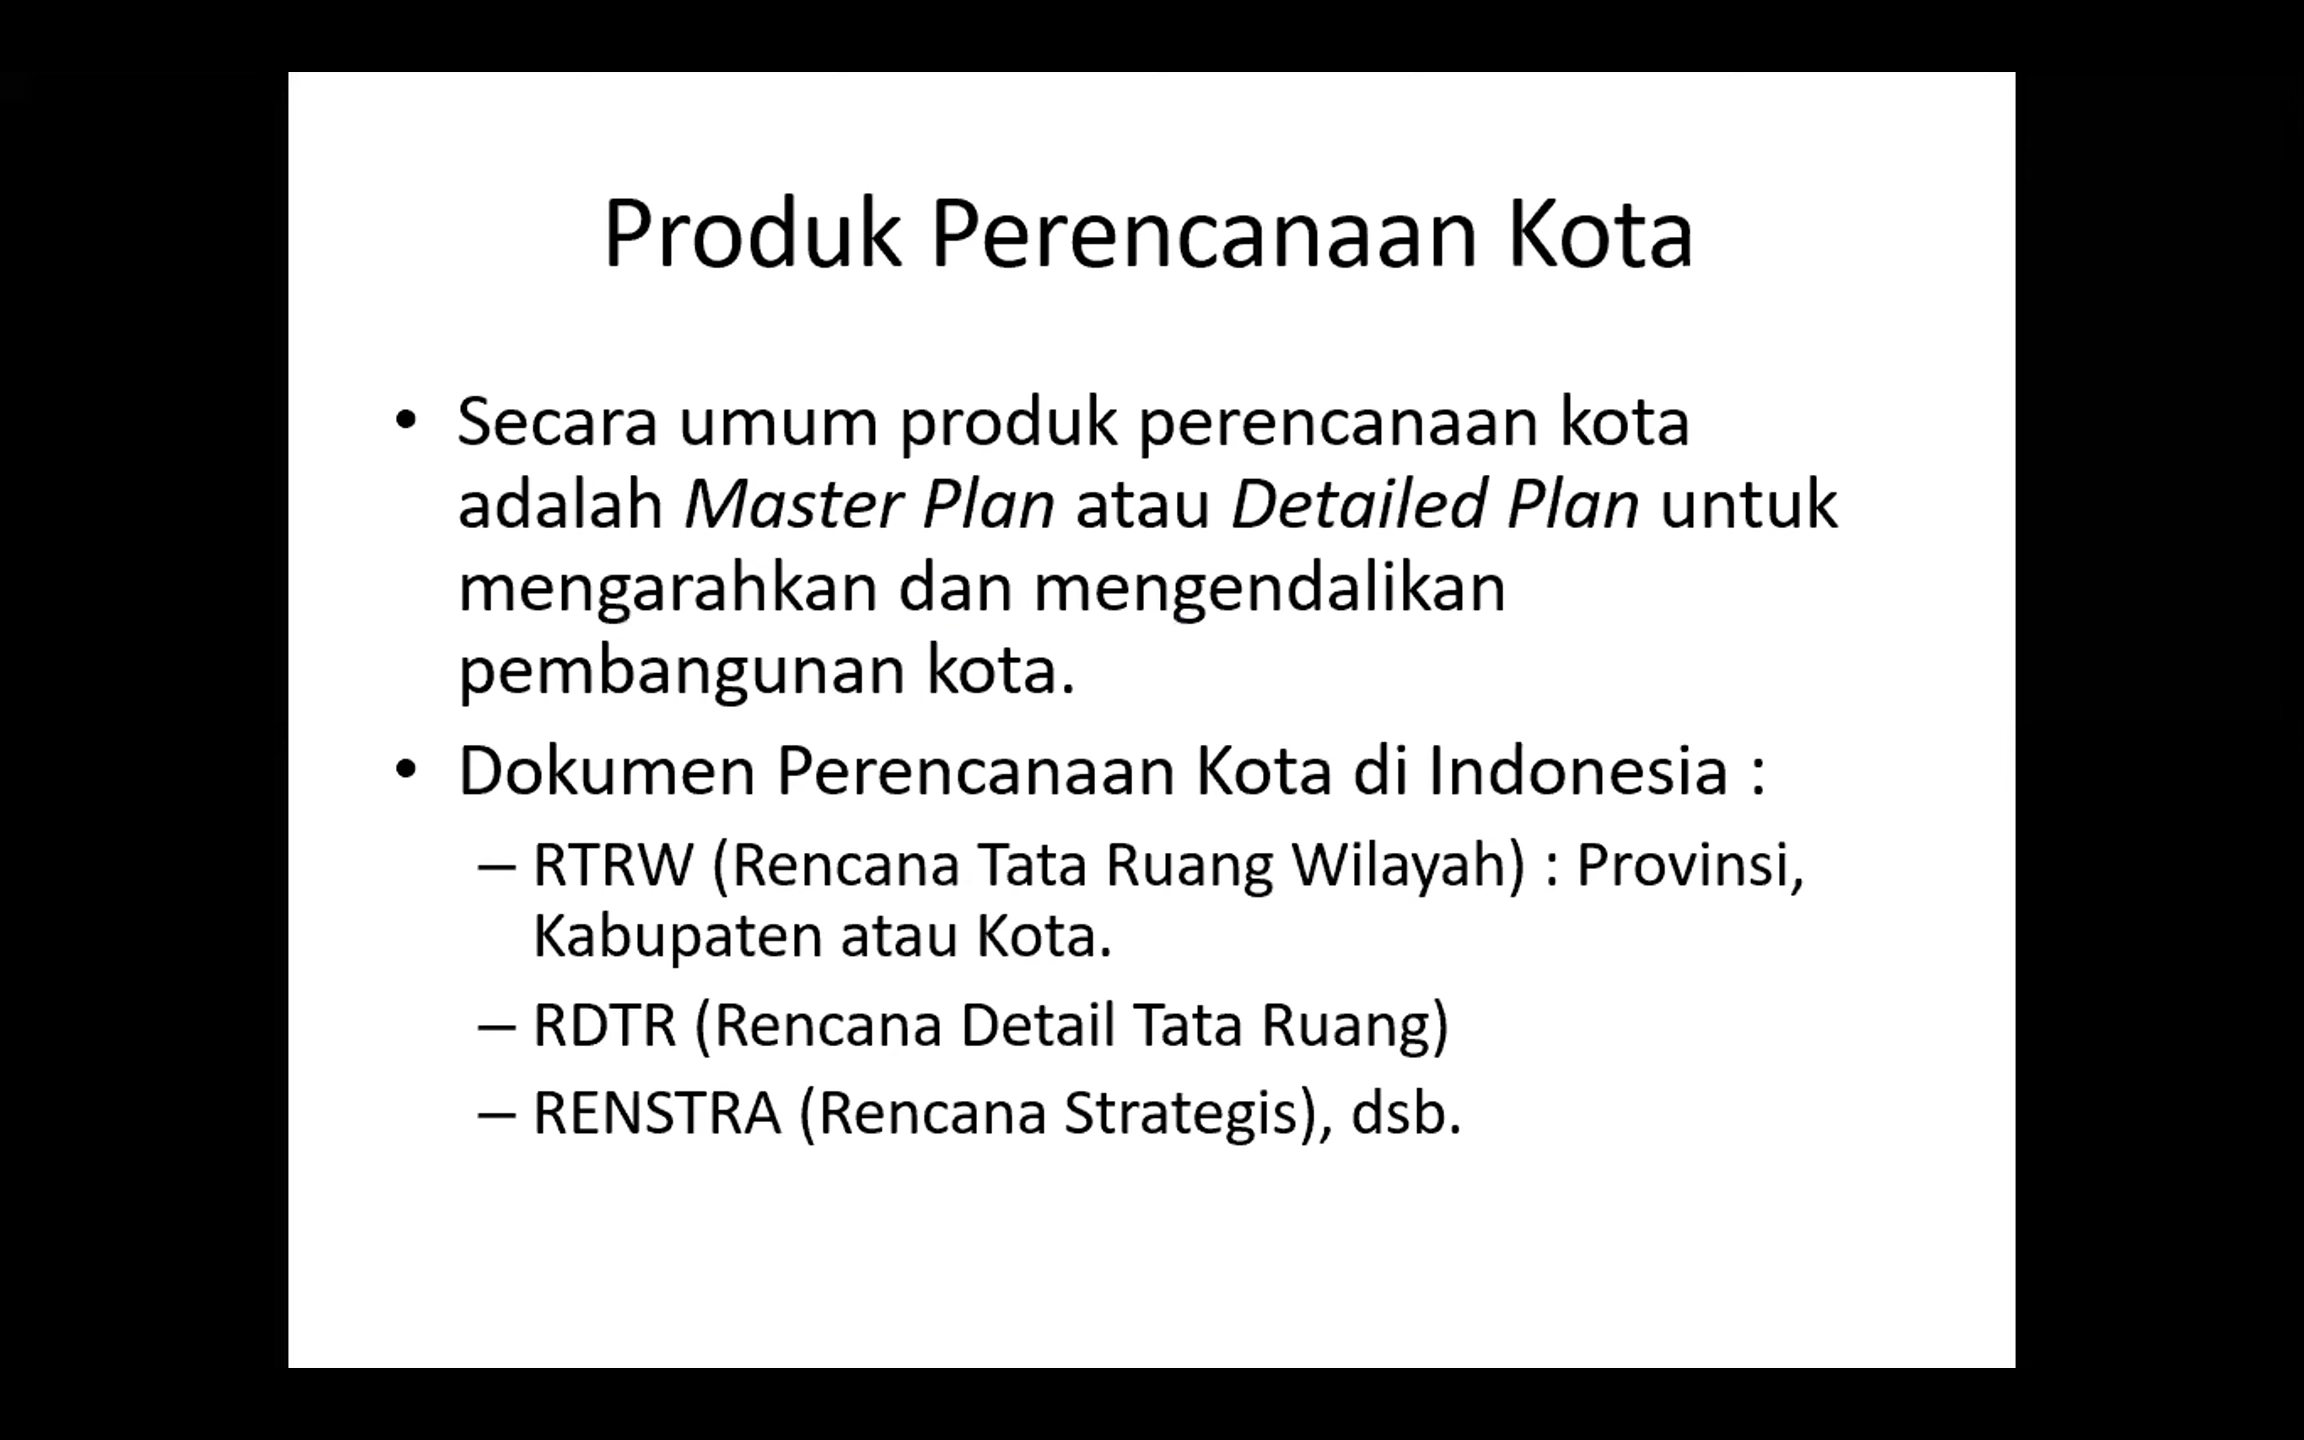 Produk Perencanaan Kota
• Secara umum produk perencanaan kota
adalah Master Plan atau Detailed Plan untuk
mengarahkan dan mengendalikan
pembangunan kota.
• Dokumen Perencanaan Kota di Indonesia :
– RTRW (Rencana Tata Ruang Wilayah) : Provinsi,
Kabupaten atau Kota.
– RDTR (Rencana Detail Tata Ruang)
– RENSTRA (Rencana Strategis), dsb.